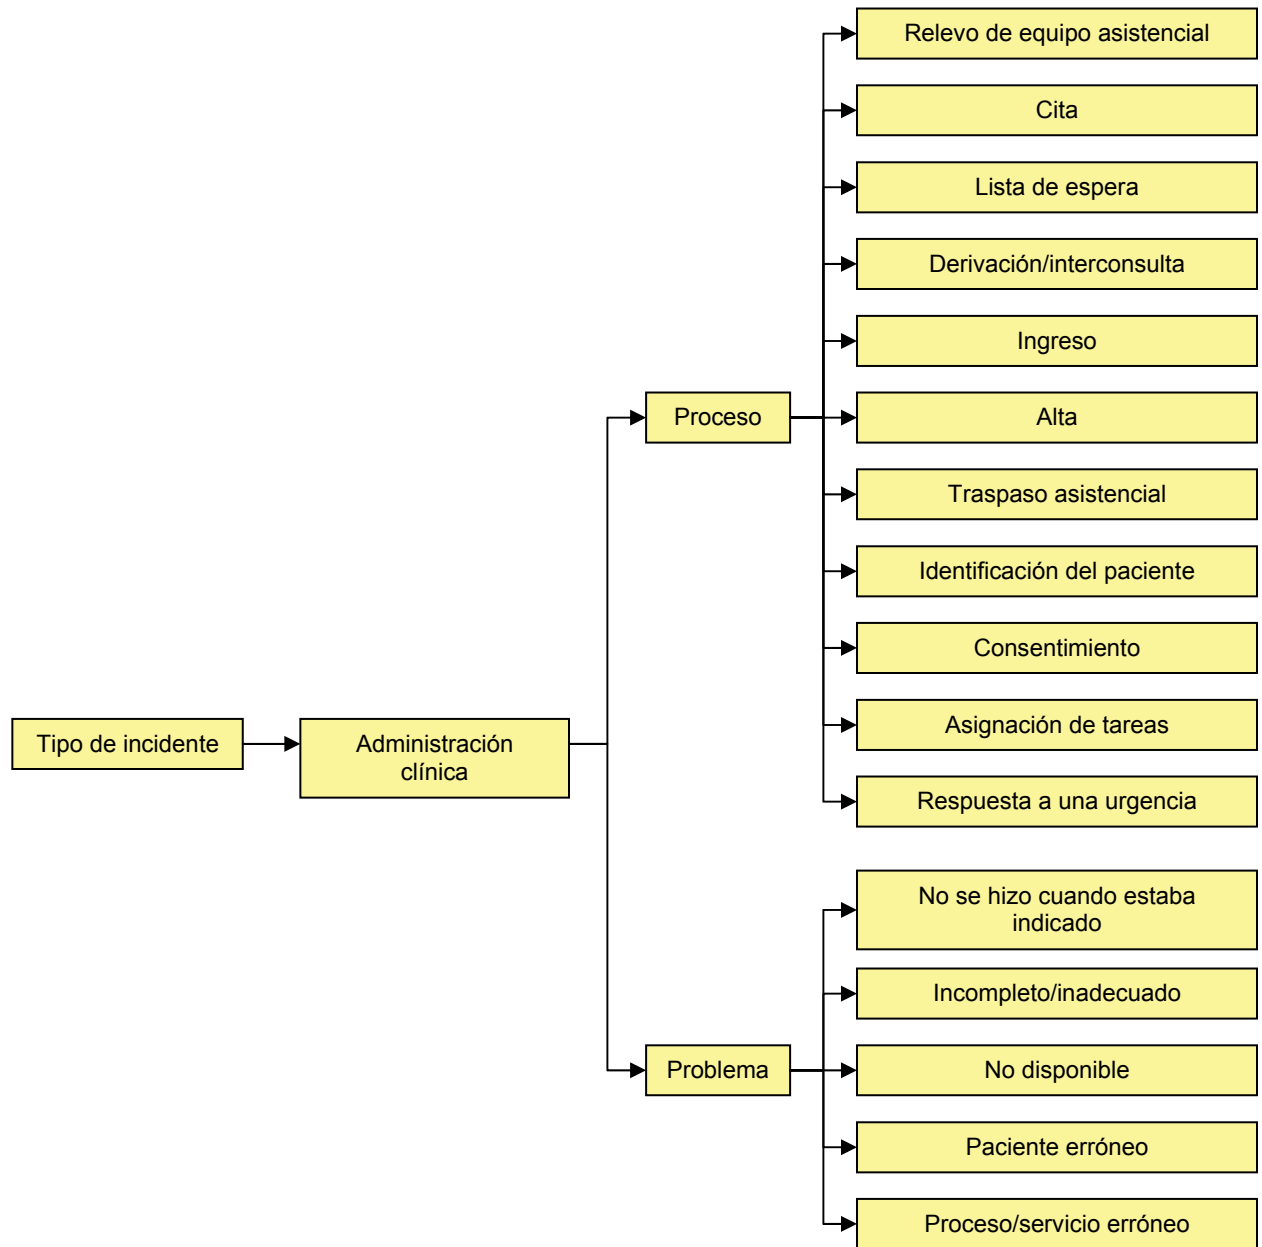 Tipo de incidente
Administración
clínica
Proceso
Relevo de equipo asistencial
Cita
Lista de espera
Derivación/interconsulta
Ingreso
Alta
Traspaso asistencial
Identificación del paciente
Consentimiento
Asignación de tareas
Respuesta a una urgencia
Problema
No se hizo cuando estaba
indicado
Incompleto/inadecuado
No disponible
Paciente erróneo
Proceso/servicio erróneo